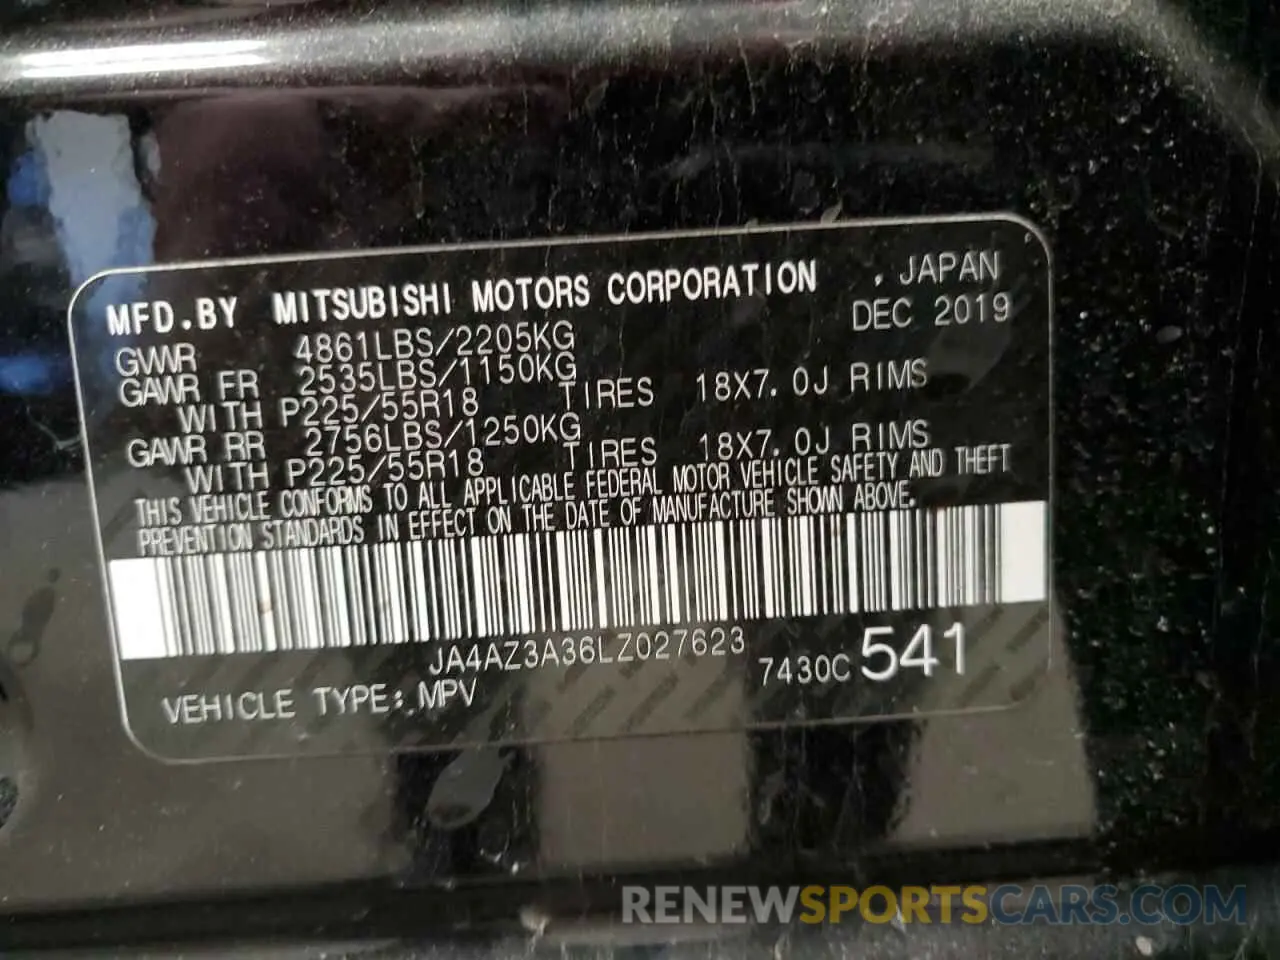 MFD.BY MITSUBISHI MOTORS CORPORATION , JAPAN
DEC 2019
GVWR 4861LBS/2205KG
GAWR FR 2535LBS/1150KG
WITH P225/55R18 TIRES 18X7.0J RIMS
GAWR RR 2756LBS/1250KG
WITH P225/55R18 TIRES 18X7.0J RIMS
THIS VEHICLE CONFORMS TO ALL APPLICABLE FEDERAL MOTOR VEHICLE SAFETY AND THEFT
PREVENTION STANDARDS IN EFFECT ON THE DATE OF MANUFACTURE SHOWN ABOVE.
JA4AZ3A36LZ027623
7430C 541
VEHICLE TYPE: MPV
RENEWSPORTSCARS.COM